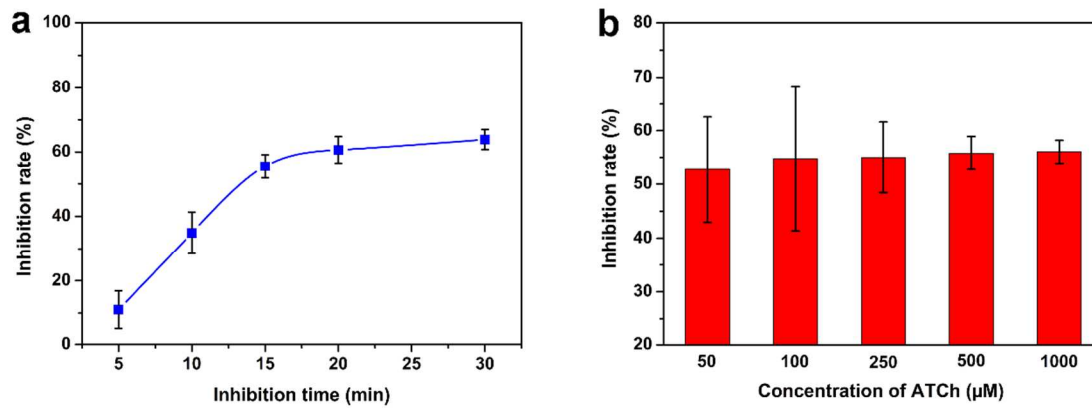 a
100
80
60
40
20
0
Inhibition rate (%)
5 10 15 20 25 30
Inhibition time (min)
b
80
70
60
50
40
30
20
Inhibition rate (%)
50 100 250 500 1000
Concentration of ATCh (µM)